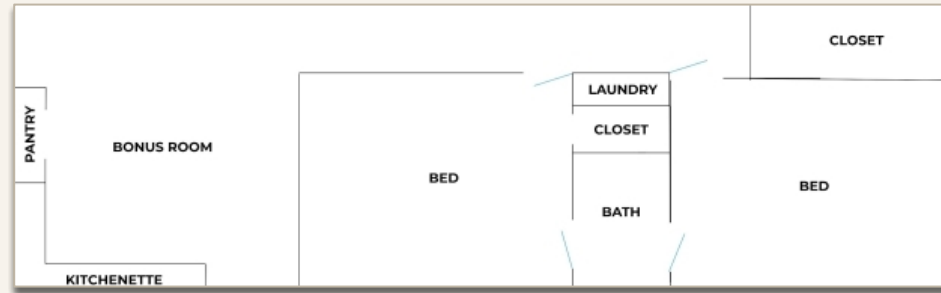 CLOSET
LAUNDRY
PANTRY
CLOSET
BONUS ROOM
BED
BED
BATH
KITCHENETTE